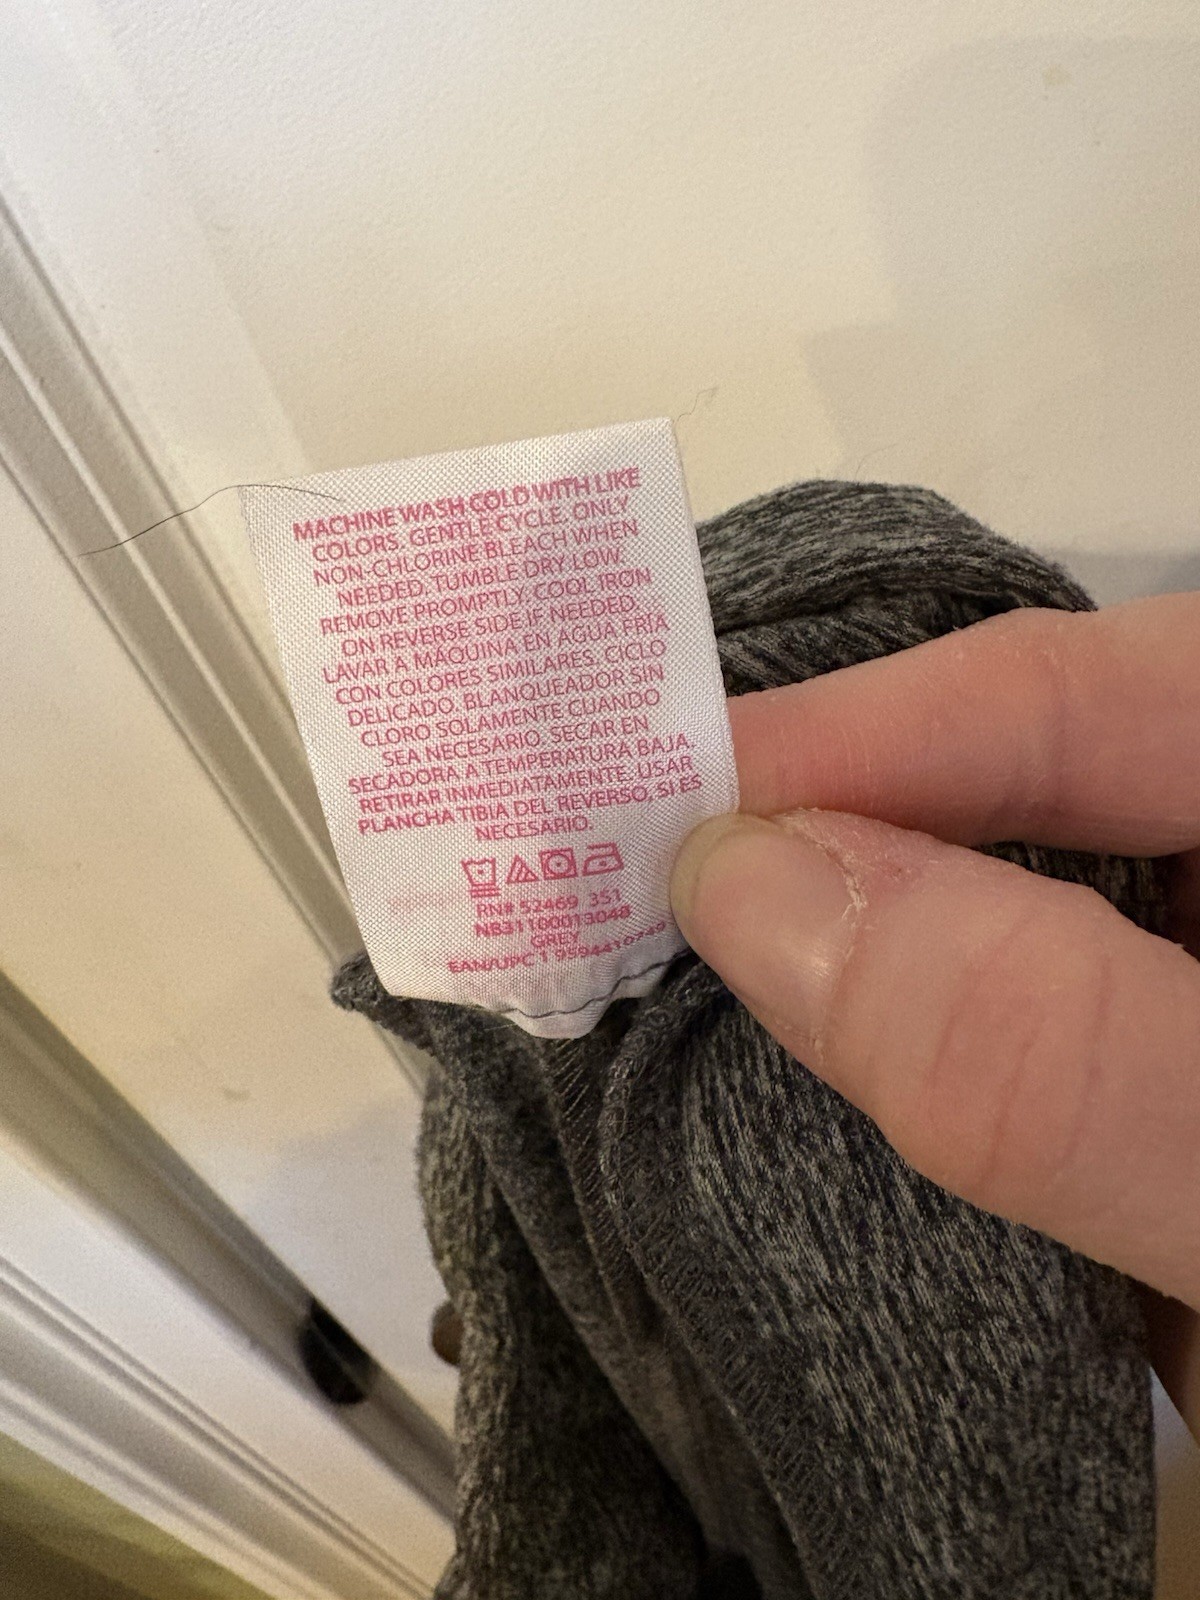 MACHINE WASH COLD WITH LIKE
COLORS. GENTLE CYCLE. ONLY
NON-CHLORINE BLEACH WHEN
NEEDED. TUMBLE DRY LOW.
REMOVE PROMPTLY. COOL IRON
ON REVERSE SIDE IF NEEDED.
LAVAR A MÁQUINA EN AGUA FRÍA
CON COLORES SIMILARES. CICLO
DELICADO. BLANQUEADOR SIN
CLORO SOLAMENTE CUANDO
SEA NECESARIO. SECAR EN
SECADORA A TEMPERATURA BAJA.
RETIRAR INMEDIATAMENTE. USAR
PLANCHA TIBIA DEL REVERSO, SI ES
NECESARIO.
RN# 52469 351
NB31100013048
GREY
EAN/UPC 1